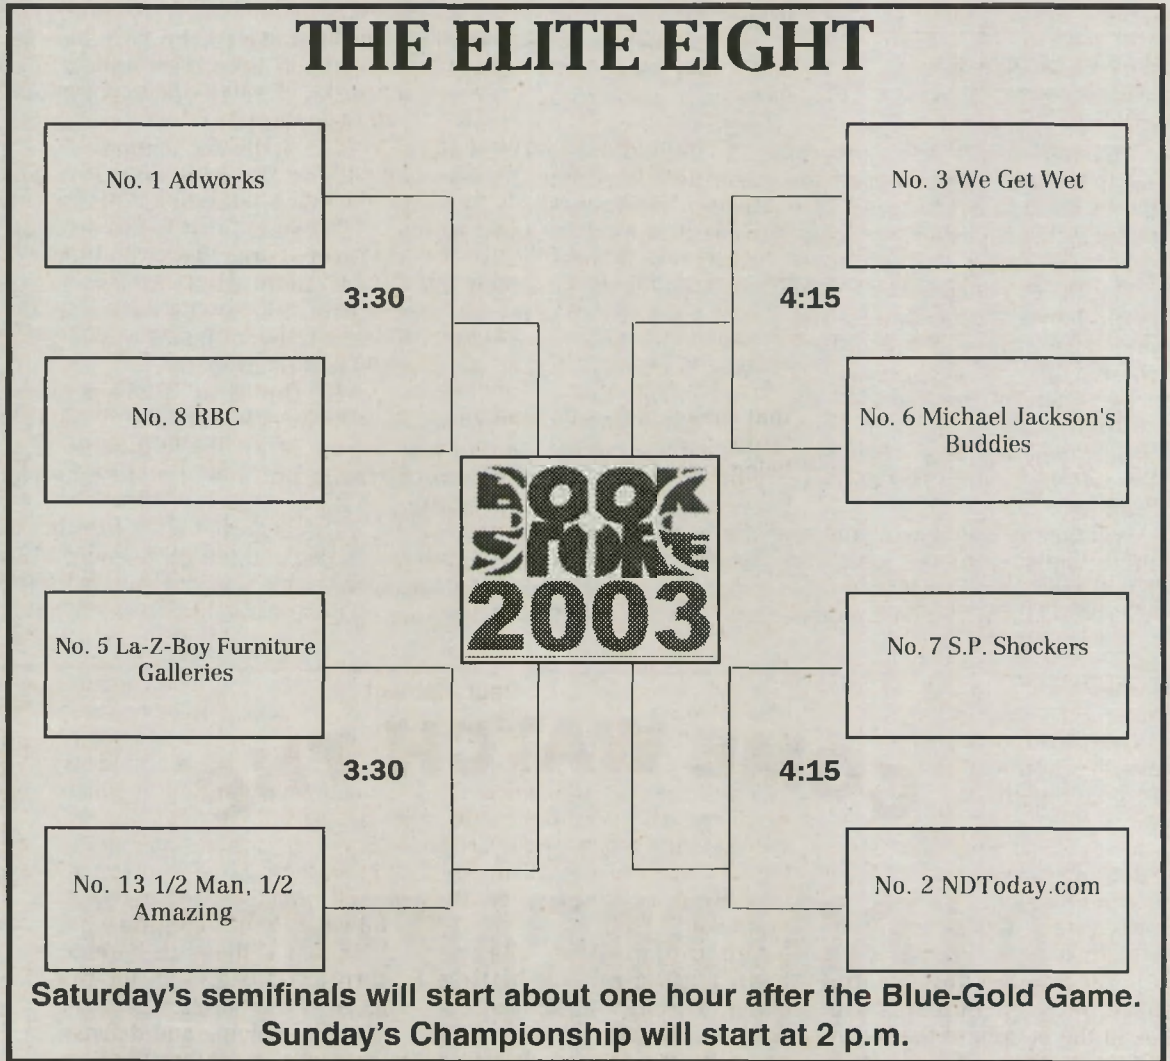 THE ELITE EIGHT
No. 1 Adworks
3:30
No. 8 RBC
No. 5 La-Z-Boy Furniture
Galleries
3:30
No. 13 1/2 Man, 1/2
Amazing
BOOK
STORE
2003
No. 3 We Get Wet
4:15
No. 6 Michael Jackson's
Buddies
No. 7 S.P. Shockers
4:15
No. 2 NDToday.com
Saturday's semifinals will start about one hour after the Blue-Gold Game.
Sunday's Championship will start at 2 p.m.